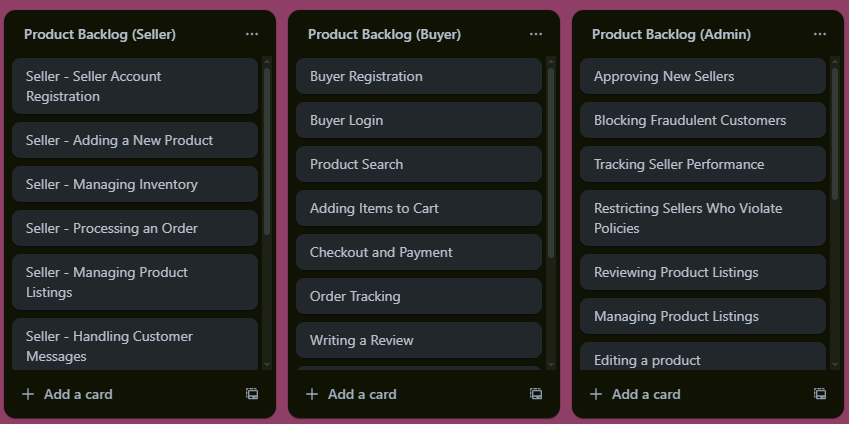 Product Backlog (Seller)
Seller - Seller Account
Registration
Seller - Adding a New Product
Seller - Managing Inventory
Seller - Processing an Order
Seller - Managing Product
Listings
Seller - Handling Customer
Messages
Add a card
Product Backlog (Buyer)
Buyer Registration
Buyer Login
Product Search
Adding Items to Cart
Checkout and Payment
Order Tracking
Writing a Review
Add a card
Product Backlog (Admin)
Approving New Sellers
Blocking Fraudulent Customers
Tracking Seller Performance
Restricting Sellers Who Violate
Policies
Reviewing Product Listings
Managing Product Listings
Editing a product
Add a card